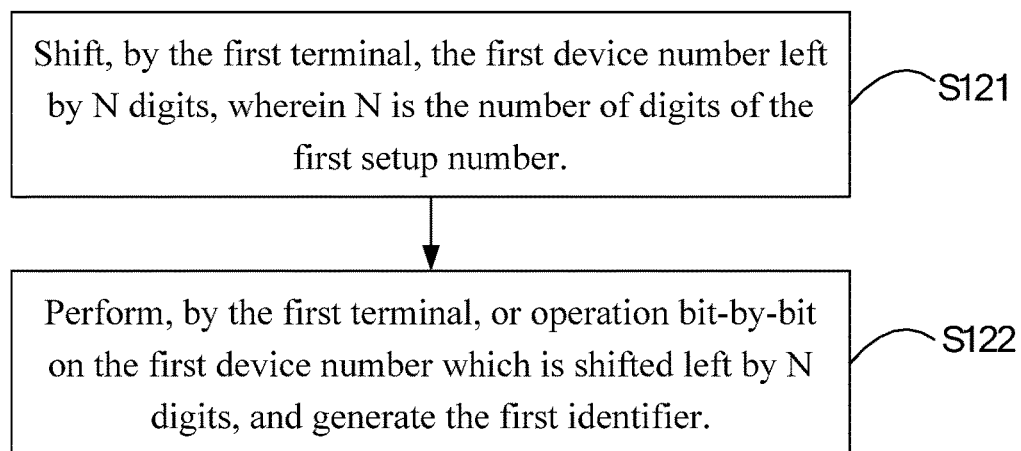 Shift, by the first terminal, the first device number left
by N digits, wherein N is the number of digits of the
first setup number.
S121
Perform, by the first terminal, or operation bit-by-bit
on the first device number which is shifted left by N
digits, and generate the first identifier.
S122